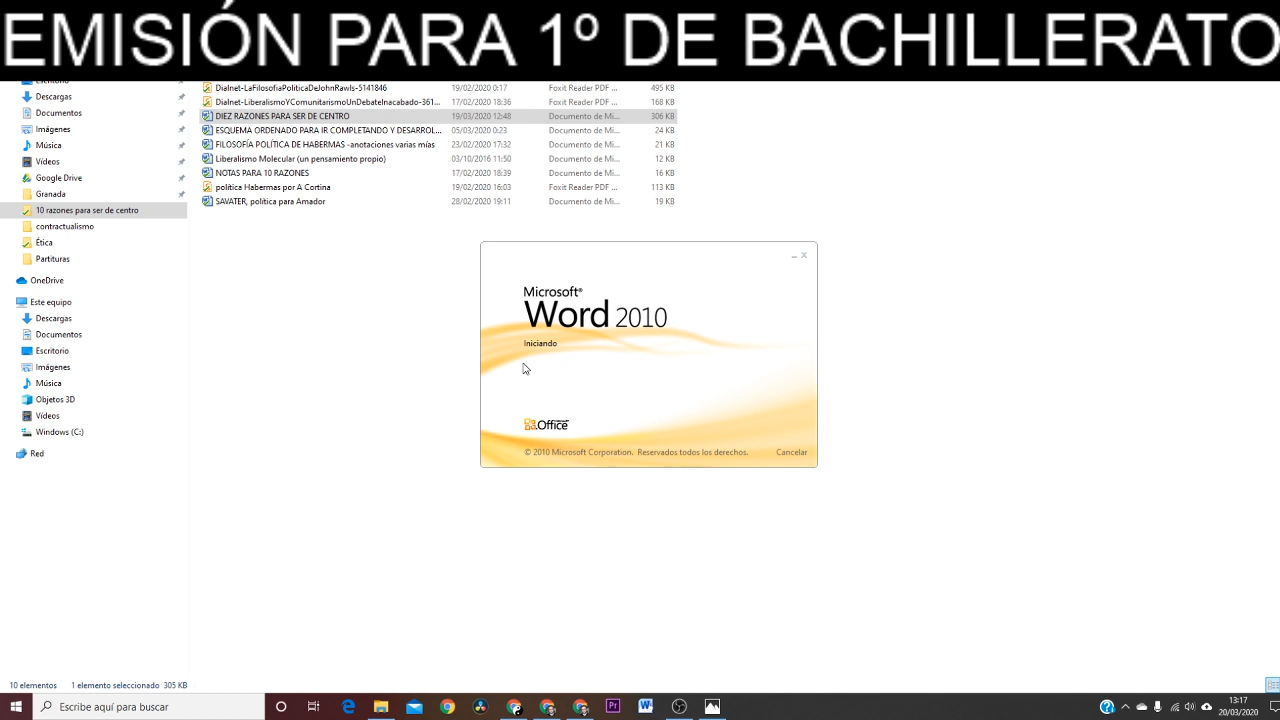 EMISIÓN PARA 1º DE BACHILLERATO
Descargas
Documentos
Imágenes
Música
Vídeos
Google Drive
Granada
10 razones para ser de centro
contractualismo
Ética
Partituras
OneDrive
Este equipo
Descargas
Documentos
Escritorio
Imágenes
Música
Objetos 3D
Vídeos
Windows (C:)
Red
Dialnet-LaFilosofiaPoliticaDeJohnRawls-5141846 19/02/2020 0:17 Foxit Reader PDF ... 495 KB
Dialnet-LiberalismoYComunitarismoUnDebateInacabado-361... 17/02/2020 18:36 Foxit Reader PDF ... 168 KB
DIEZ RAZONES PARA SER DE CENTRO 19/03/2020 12:48 Documento de Mi... 306 KB
ESQUEMA ORDENADO PARA IR COMPLETANDO Y DESARROL... 05/03/2020 0:23 Documento de Mi... 24 KB
FILOSOFÍA POLÍTICA DE HABERMAS -anotaciones varias mías 23/02/2020 17:32 Documento de Mi... 21 KB
Liberalismo Molecular (un pensamiento propio) 03/10/2016 11:50 Documento de Mi... 12 KB
NOTAS PARA 10 RAZONES 17/02/2020 18:39 Documento de Mi... 16 KB
política Habermas por A Cortina 19/02/2020 16:03 Foxit Reader PDF ... 113 KB
SAVATER, política para Amador 28/02/2020 19:11 Documento de Mi... 19 KB
Microsoft®
Word 2010
Iniciando
Office
© 2010 Microsoft Corporation. Reservados todos los derechos. Cancelar
10 elementos 1 elemento seleccionado 305 KB
Escribe aquí para buscar
13:17
20/03/2020